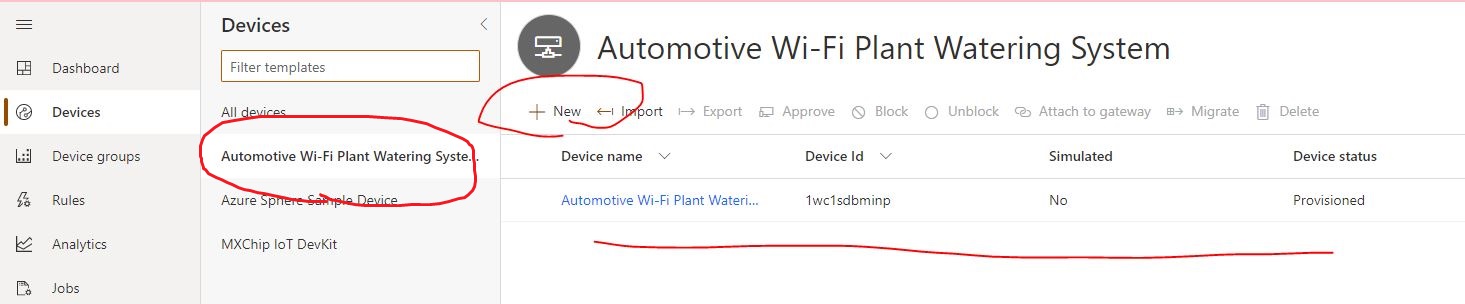 Dashboard
Devices
Device groups
Rules
Analytics
Jobs
Devices
Filter templates
All devices
Automotive Wi-Fi Plant Watering Syste...
Azure Sphere Sample Device
MXChip IoT DevKit
Automotive Wi-Fi Plant Watering System
New Import Export Approve Block Unblock Attach to gateway Migrate Delete
Device name Device Id Simulated Device status
Automotive Wi-Fi Plant Wateri... 1wc1sdbminp No Provisioned